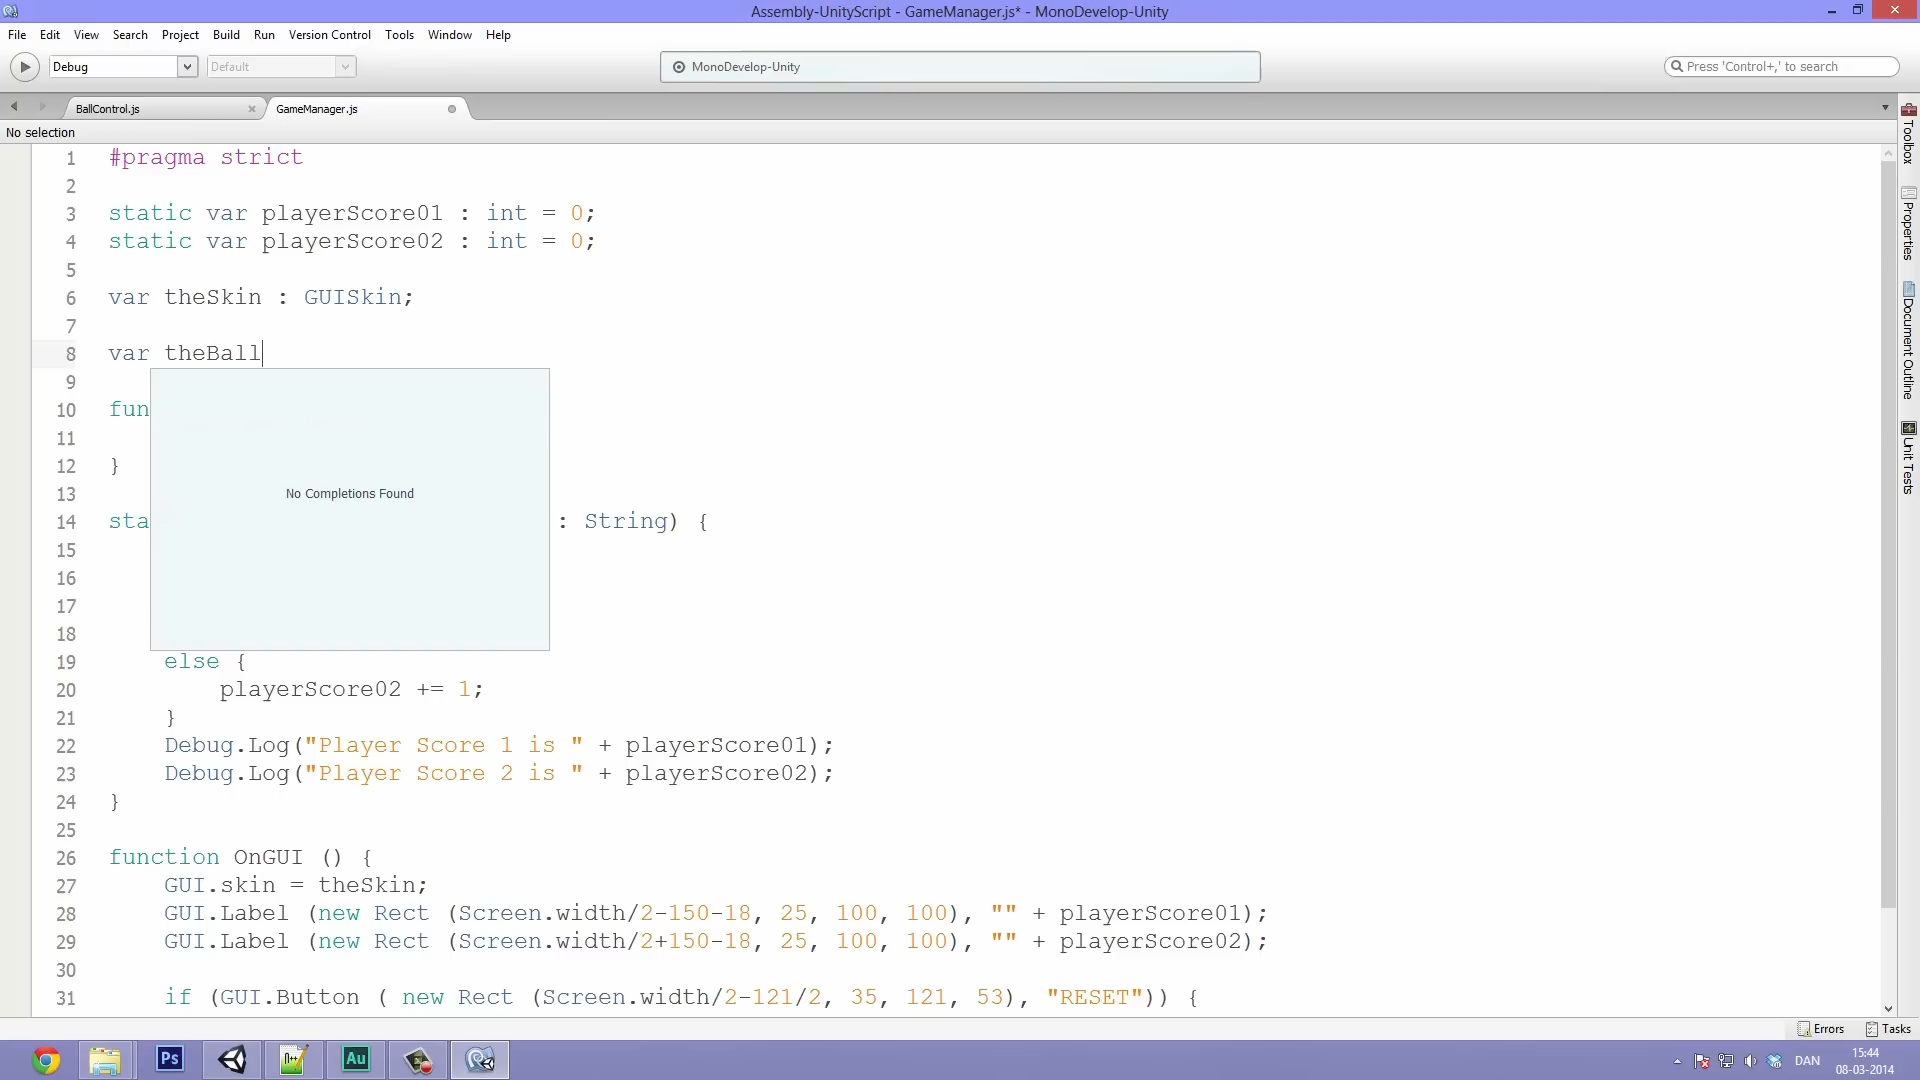 Assembly-UnityScript - GameManager.js* - MonoDevelop-Unity
File Edit View Search Project Build Run Version Control Tools Window Help
Debug Default MonoDevelop-Unity Press 'Control+,' to search
BallControl.js GameManager.js
No selection
1 #pragma strict
2
3 static var playerScore01 : int = 0;
4 static var playerScore02 : int = 0;
5
6 var theSkin : GUISkin;
7
8 var theBall
9
10 fun
11
12 }
13
No Completions Found
14 sta : String) {
15
16
17
18
19 else {
20 playerScore02 += 1;
21 }
22 Debug.Log("Player Score 1 is " + playerScore01);
23 Debug.Log("Player Score 2 is " + playerScore02);
24 }
25
26 function OnGUI () {
27 GUI.skin = theSkin;
28 GUI.Label (new Rect (Screen.width/2-150-18, 25, 100, 100), "" + playerScore01);
29 GUI.Label (new Rect (Screen.width/2+150-18, 25, 100, 100), "" + playerScore02);
30
31 if (GUI.Button ( new Rect (Screen.width/2-121/2, 35, 121, 53), "RESET")) {
Toolbox
Properties
Document Outline
Unit Tests
Errors Tasks
Ps Au DAN
15:44
08-03-2014